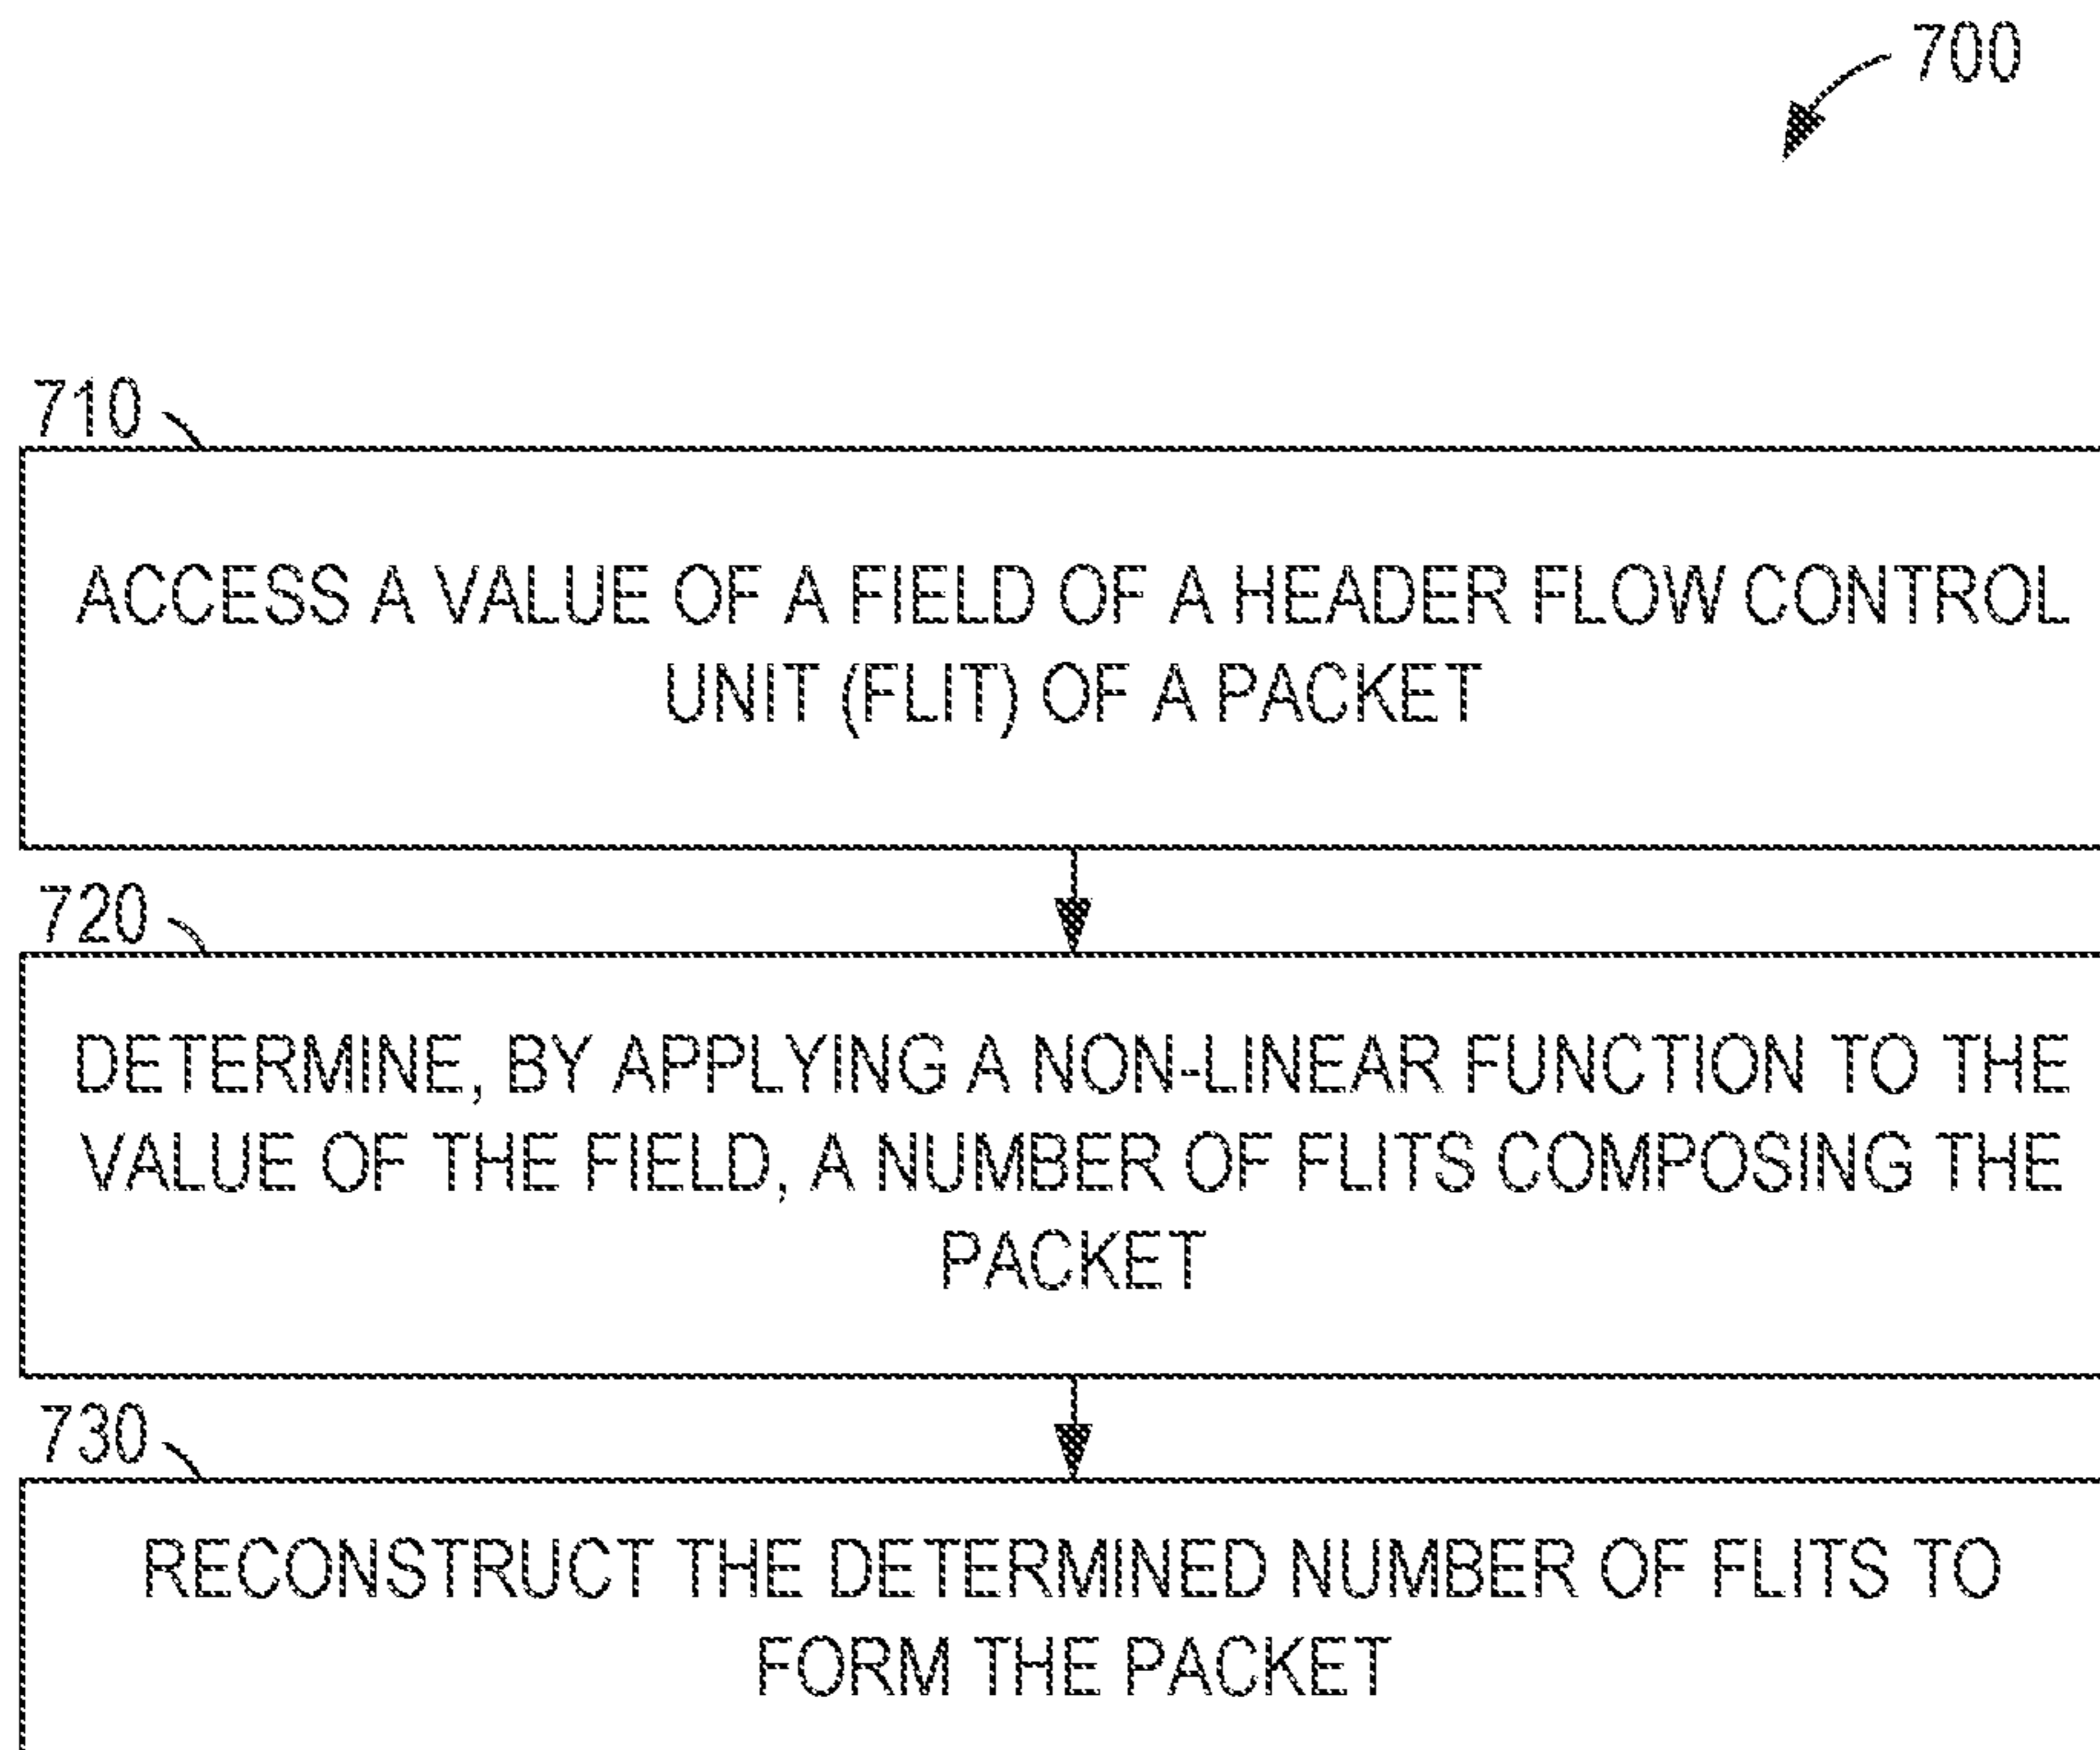 700
710
ACCESS A VALUE OF A FIELD OF A HEADER FLOW CONTROL
UNIT (FLIT) OF A PACKET
720
DETERMINE, BY APPLYING A NON-LINEAR FUNCTION TO THE
VALUE OF THE FIELD, A NUMBER OF FLITS COMPOSING THE
PACKET
730
RECONSTRUCT THE DETERMINED NUMBER OF FLITS TO
FORM THE PACKET